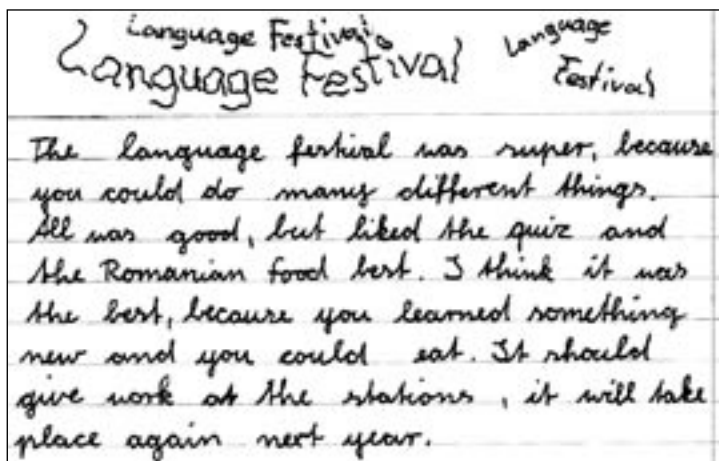 Language Festival
Language Festival
Language
Festival
The language festival was super, because
you could do many different things.
All was good, but liked the quiz and
the Romanian food best. I think it was
the best, because you learned something
new and you could eat. It should
give work at the stations, it will take
place again next year.